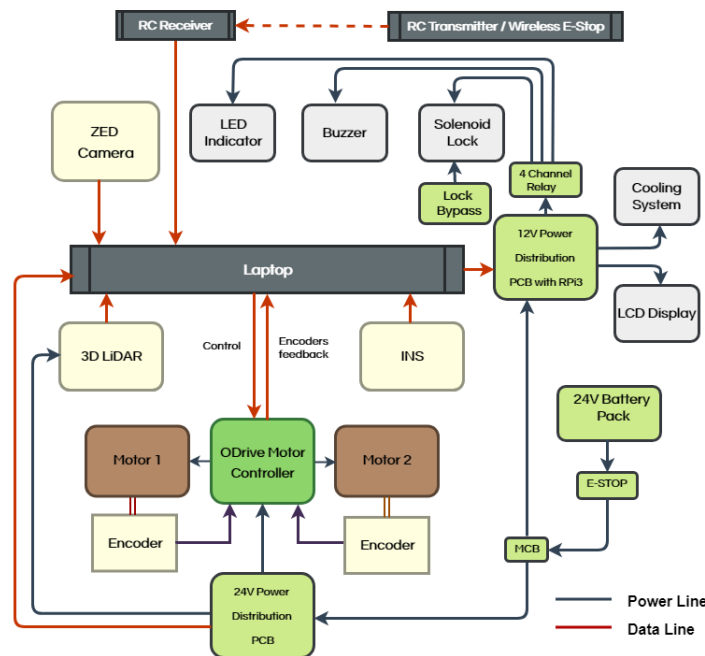 RC Receiver
RC Transmitter / Wireless E-Stop
ZED
Camera
LED
Indicator
Buzzer
Solenoid
Lock
4 Channel
Relay
Lock
Bypass
Cooling
System
12V Power
Distribution
PCB with RPi3
Laptop
LCD Display
3D LiDAR
Control
Encoders
feedback
INS
24V Battery
Pack
Motor 1
ODrive Motor
Controller
Motor 2
E-STOP
Encoder
Encoder
MCB
24V Power
Distribution
PCB
Power Line
Data Line